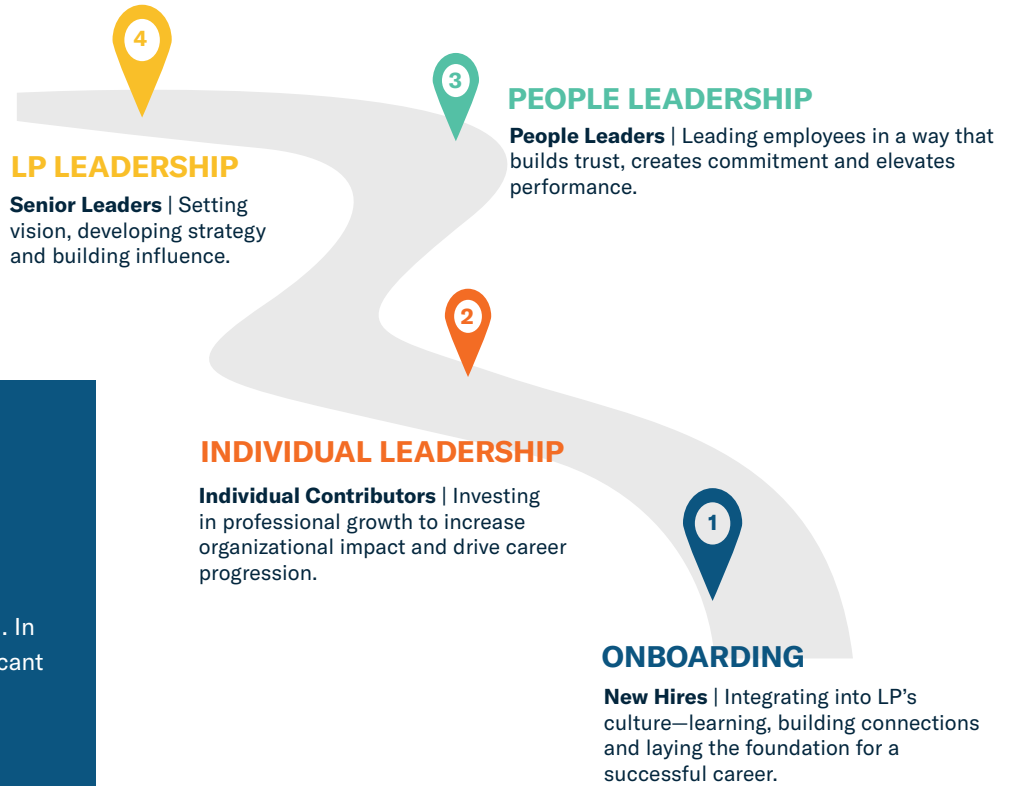 4
3
PEOPLE LEADERSHIP
People Leaders | Leading employees in a way that
builds trust, creates commitment and elevates
performance.
LP LEADERSHIP
Senior Leaders | Setting
vision, developing strategy
and building influence.
2
INDIVIDUAL LEADERSHIP
Individual Contributors | Investing
in professional growth to increase
organizational impact and drive career
progression.
1
. In
cant
ONBOARDING
New Hires | Integrating into LP’s
culture—learning, building connections
and laying the foundation for a
successful career.